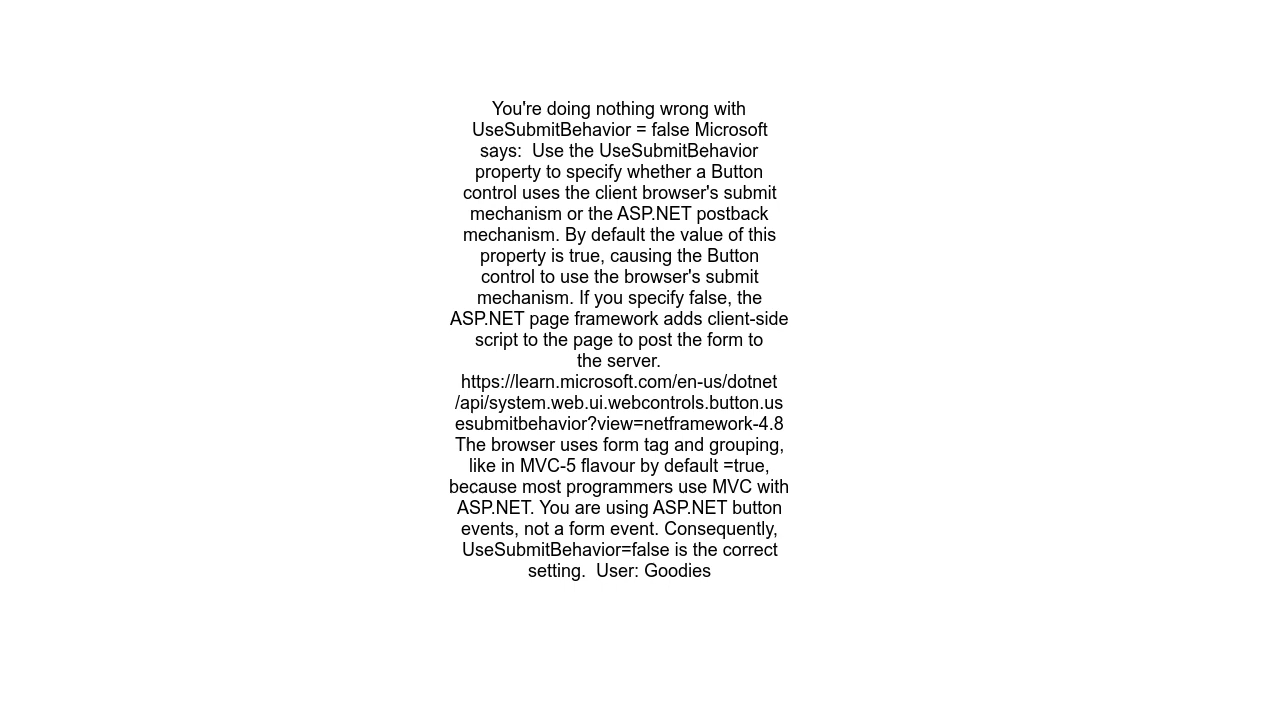 You're doing nothing wrong with
UseSubmitBehavior = false Microsoft
says:  Use the UseSubmitBehavior
property to specify whether a Button
control uses the client browser's submit
mechanism or the ASP.NET postback
mechanism. By default the value of this
property is true, causing the Button
control to use the browser's submit
mechanism. If you specify false, the
ASP.NET page framework adds client-side
script to the page to post the form to
the server.
https://learn.microsoft.com/en-us/dotnet
/api/system.web.ui.webcontrols.button.us
esubmitbehavior?view=netframework-4.8
The browser uses form tag and grouping,
like in MVC-5 flavour by default =true,
because most programmers use MVC with
ASP.NET. You are using ASP.NET button
events, not a form event. Consequently,
UseSubmitBehavior=false is the correct
setting.  User: Goodies